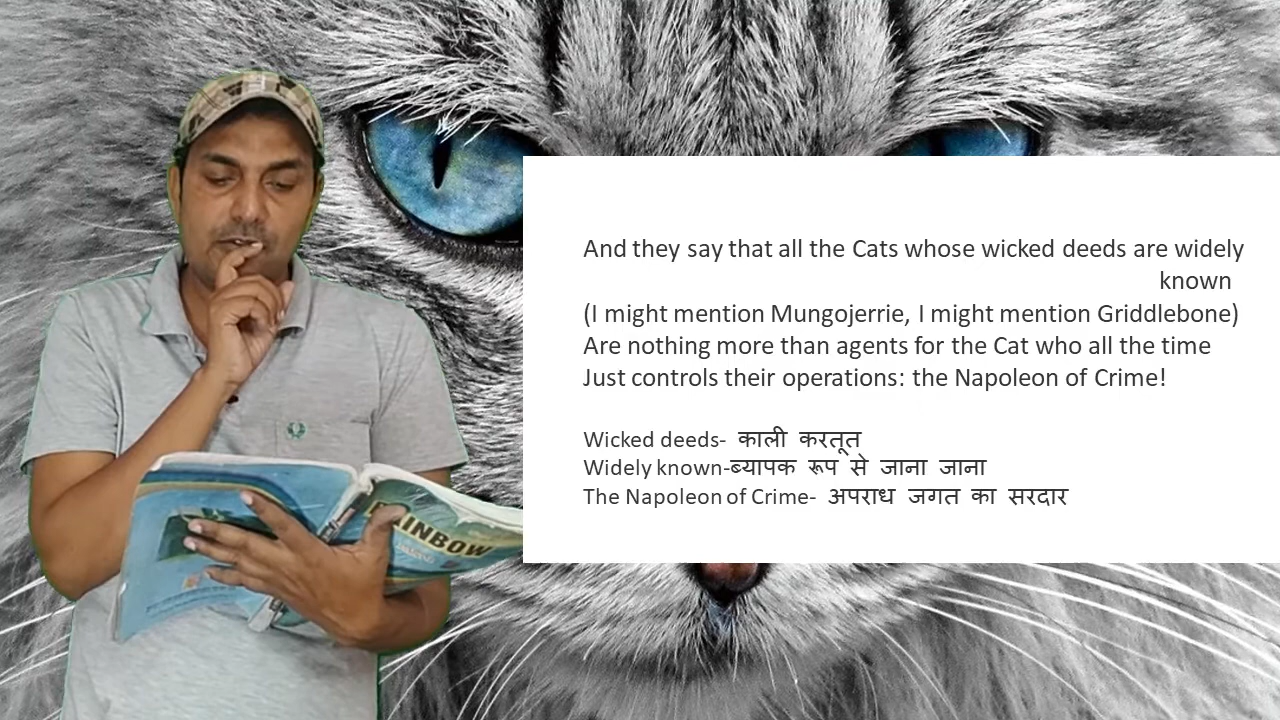 And they say that all the Cats whose wicked deeds are widely
known
(I might mention Mungojerrie, I might mention Griddlebone)
Are nothing more than agents for the Cat who all the time
Just controls their operations: the Napoleon of Crime!
Wicked deeds- काली करतूत
Widely known-ब्यापक रूप से जाना जाना
The Napoleon of Crime- अपराध जगत का सरदार
RAINBOW